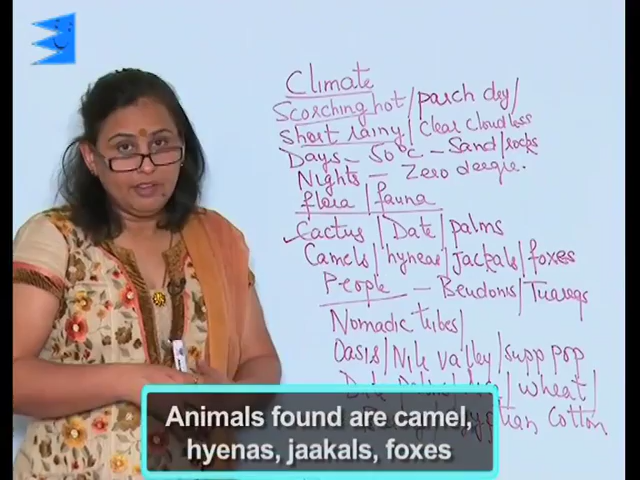 Climate
Scorching hot/parch dry/
Short rainy/clear cloudless
Days - 50°c - Sand/rocks
Nights - Zero deegre.
flora/fauna
Cactus/Date/palms
Camels/hyneas/Jackals/foxes
People - Beudonis/Tuaregs
Nomadic tribes/
Oasis/Nile valley/supp pop
wheat/
Cotton
Animals found are camel,
hyenas, jaakals, foxes